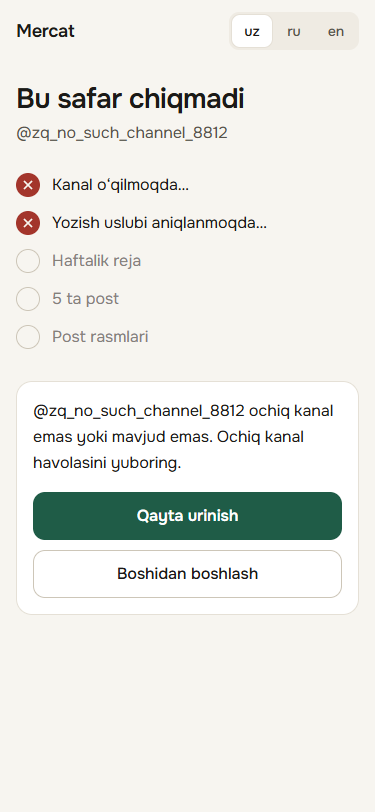 Mercat
uz ru en
Bu safar chiqmadi
@zq_no_such_channel_8812
Kanal oʻqilmoqda...
Yozish uslubi aniqlanmoqda...
Haftalik reja
5 ta post
Post rasmlari
@zq_no_such_channel_8812 ochiq kanal
emas yoki mavjud emas. Ochiq kanal
havolasini yuboring.
Qayta urinish
Boshidan boshlash